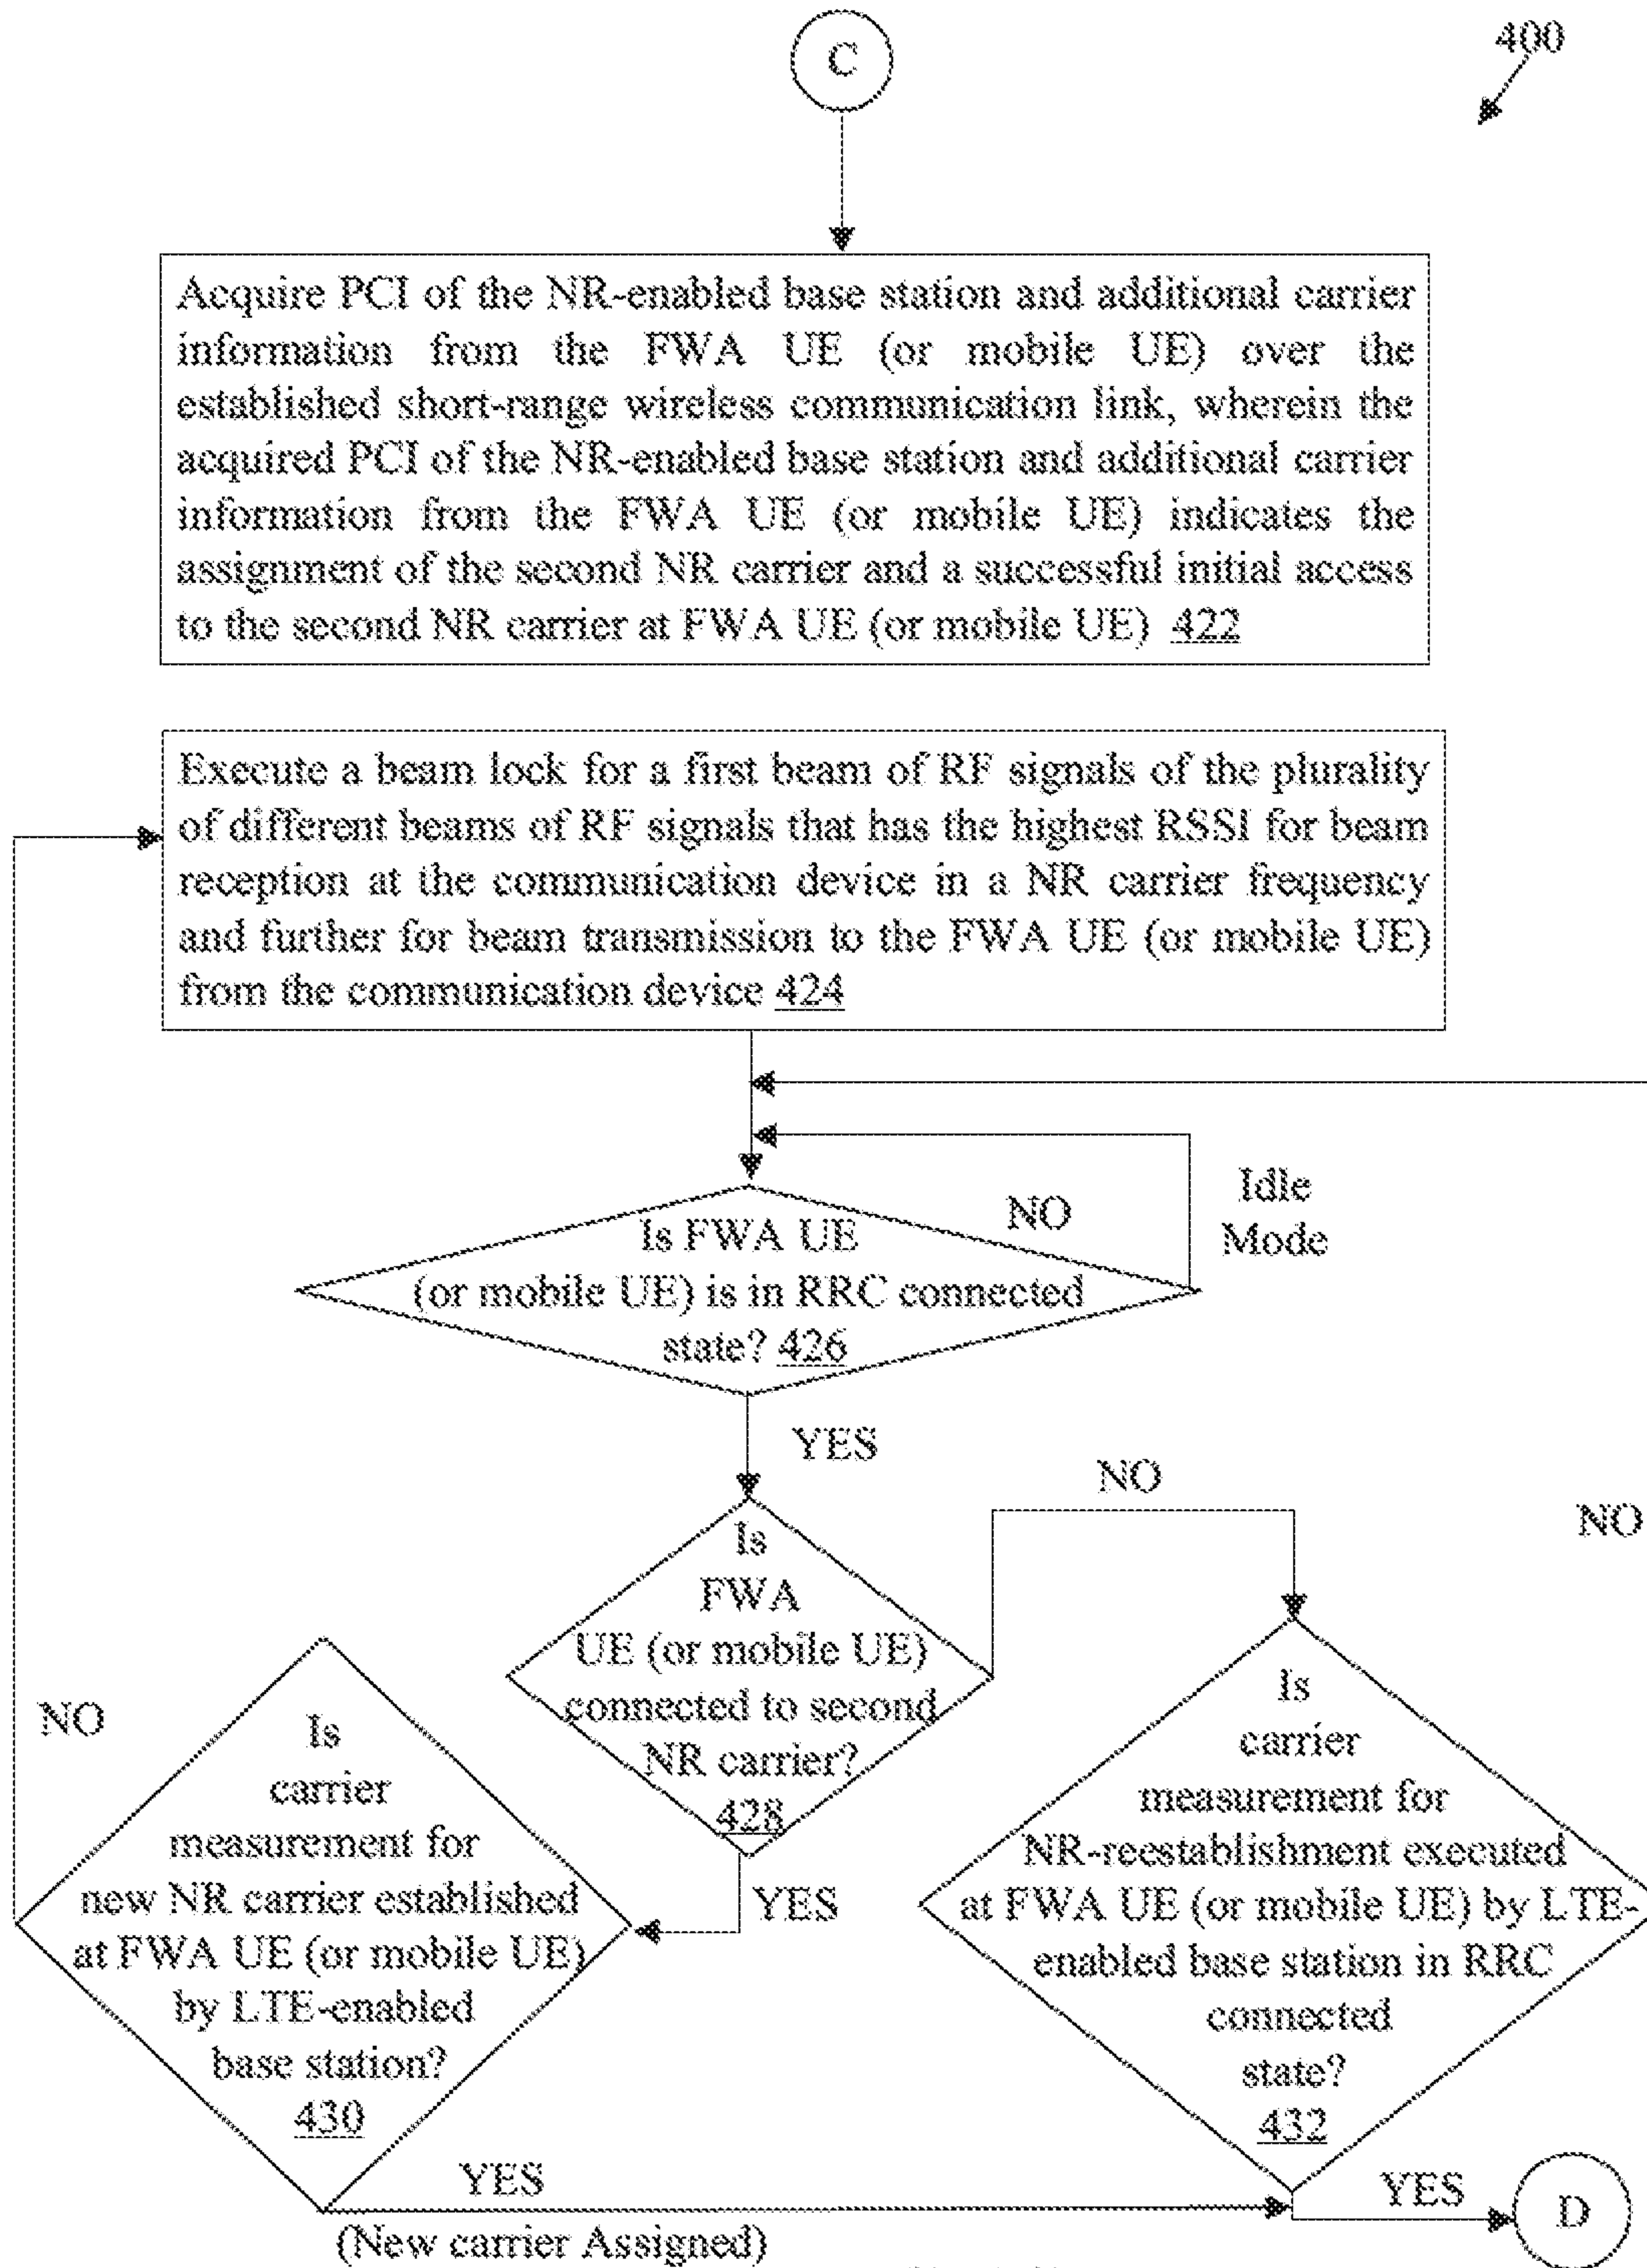 C
400
Acquire PCI of the NR-enabled base station and additional carrier
information from the FWA UE (or mobile UE) over the
established short-range wireless communication link, wherein the
acquired PCI of the NR-enabled base station and additional carrier
information from the FWA UE (or mobile UE) indicates the
assignment of the second NR carrier and a successful initial access
to the second NR carrier at FWA UE (or mobile UE) 422
Execute a beam lock for a first beam of RF signals of the plurality
of different beams of RF signals that has the highest RSSI for beam
reception at the communication device in a NR carrier frequency
and further for beam transmission to the FWA UE (or mobile UE)
from the communication device 424
Is FWA UE
(or mobile UE) is in RRC connected
state? 426
NO
Idle
Mode
YES
Is
FWA
UE (or mobile UE)
connected to second
NR carrier?
428
NO
NO
YES
Is
carrier
measurement for
new NR carrier established
at FWA UE (or mobile UE)
by LTE-enabled
base station?
430
NO
Is
carrier
measurement for
NR-reestablishment executed
at FWA UE (or mobile UE) by LTE-
enabled base station in RRC
connected
state?
432
YES
(New carrier Assigned)
YES
D